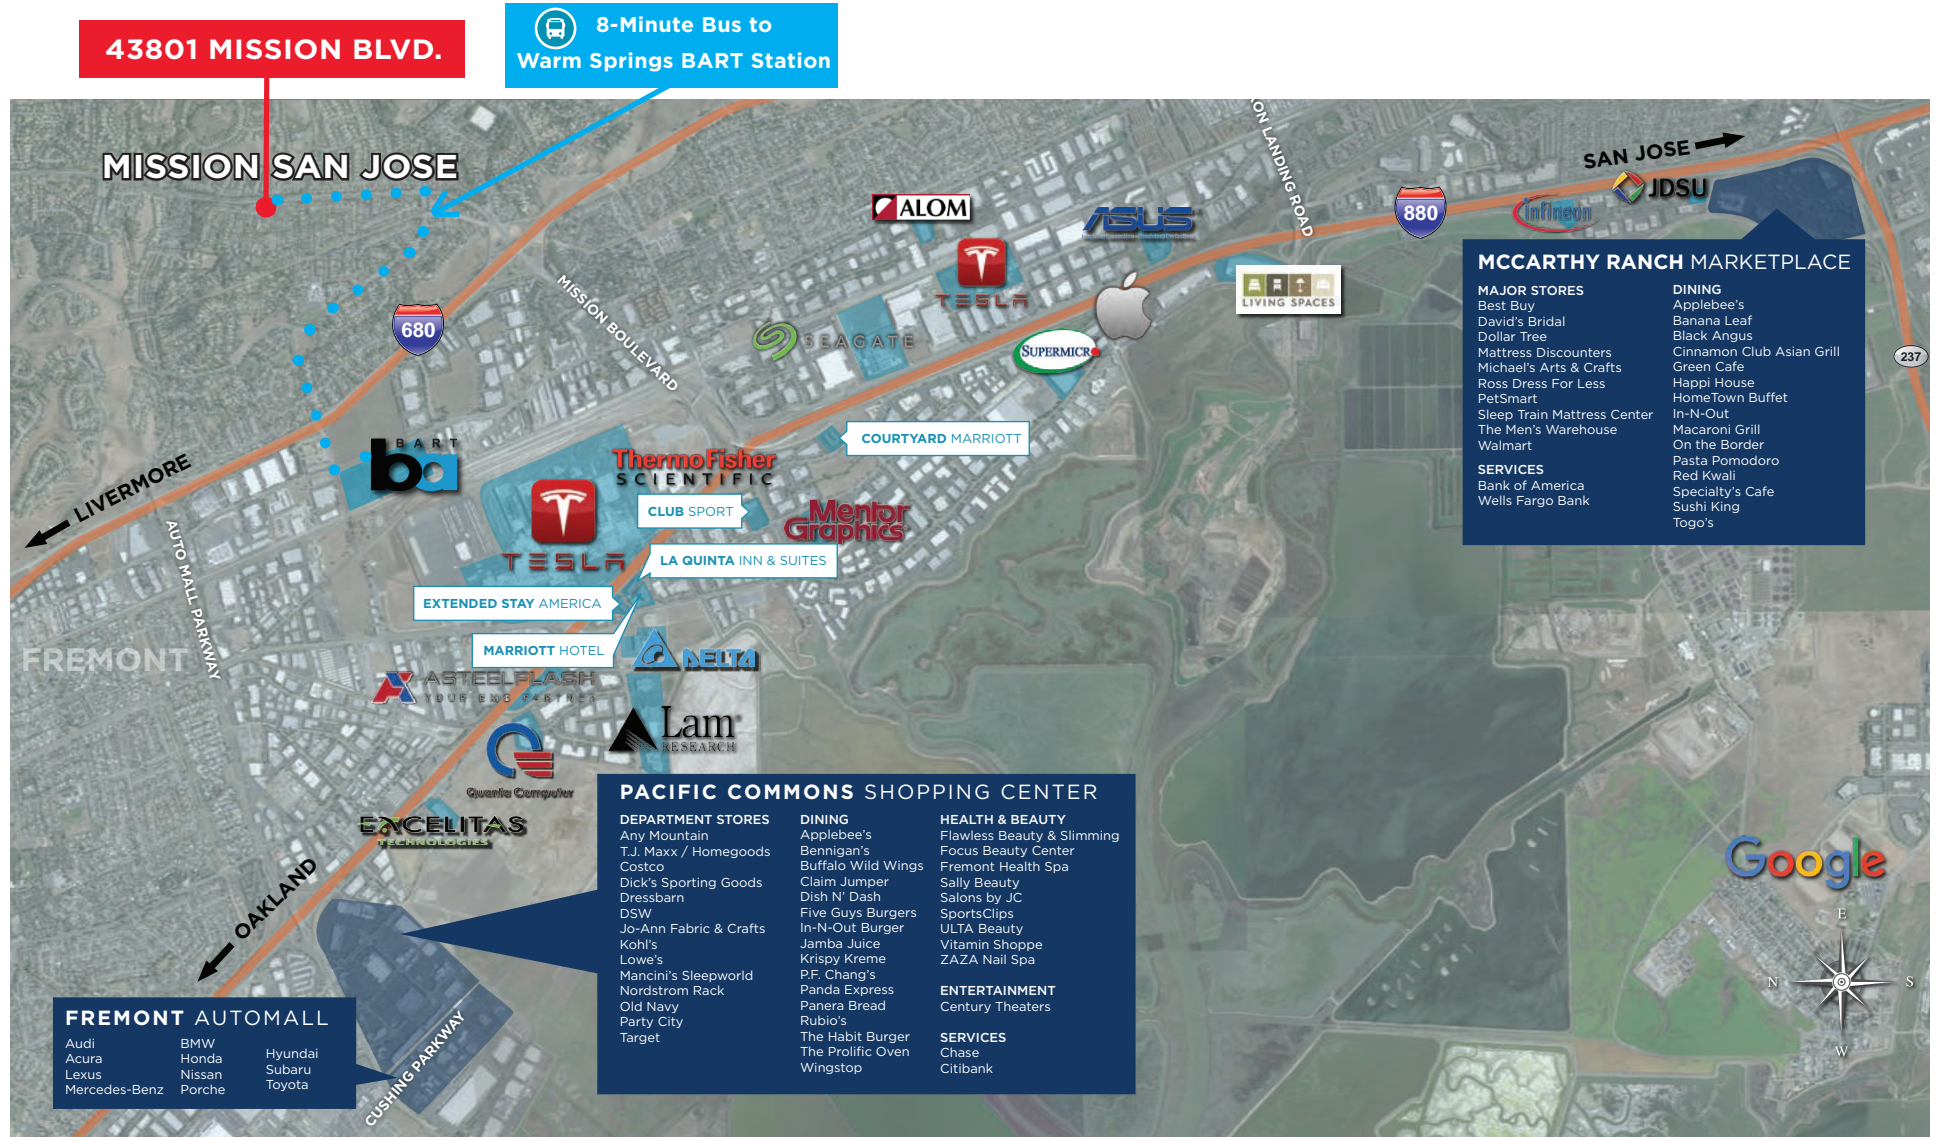 43801 MISSION BLVD.
8-Minute Bus to
Warm Springs BART Station
MISSION SAN JOSE
680
MISSION BOULEVARD
ALOM
TESLA
ASUS
ON LANDING ROAD
880
SAN JOSE
infineon
JDSU
237
LIVING SPACES
SEAGATE
SUPERMICR
MCCARTHY RANCH MARKETPLACE
MAJOR STORES
Best Buy
David's Bridal
Dollar Tree
Mattress Discounters
Michael's Arts & Crafts
Ross Dress For Less
PetSmart
Sleep Train Mattress Center
The Men's Warehouse
Walmart
SERVICES
Bank of America
Wells Fargo Bank
DINING
Applebee's
Banana Leaf
Black Angus
Cinnamon Club Asian Grill
Green Cafe
Happi House
HomeTown Buffet
In-N-Out
Macaroni Grill
On the Border
Pasta Pomodoro
Red Kwali
Specialty's Cafe
Sushi King
Togo's
BART
ba
LIVERMORE
AUTO MALL PARKWAY
FREMONT
COURTYARD MARRIOTT
ThermoFisher
SCIENTIFIC
CLUB SPORT
Mentor
Graphics
TESLA
LA QUINTA INN & SUITES
EXTENDED STAY AMERICA
MARRIOTT HOTEL
DELTA
ASTEELFLASH
YOUR EMS PARTNER
Lam
RESEARCH
Quanta Computer
EXCELITAS
TECHNOLOGIES
OAKLAND
PACIFIC COMMONS SHOPPING CENTER
DEPARTMENT STORES
Any Mountain
T.J. Maxx / Homegoods
Costco
Dick's Sporting Goods
Dressbarn
DSW
Jo-Ann Fabric & Crafts
Kohl's
Lowe's
Mancini's Sleepworld
Nordstrom Rack
Old Navy
Party City
Target
DINING
Applebee's
Bennigan's
Buffalo Wild Wings
Claim Jumper
Dish N' Dash
Five Guys Burgers
In-N-Out Burger
Jamba Juice
Krispy Kreme
P.F. Chang's
Panda Express
Panera Bread
Rubio's
The Habit Burger
The Prolific Oven
Wingstop
HEALTH & BEAUTY
Flawless Beauty & Slimming
Focus Beauty Center
Fremont Health Spa
Sally Beauty
Salons by JC
SportsClips
ULTA Beauty
Vitamin Shoppe
ZAZA Nail Spa
ENTERTAINMENT
Century Theaters
SERVICES
Chase
Citibank
FREMONT AUTOMALL
Audi
Acura
Lexus
Mercedes-Benz
BMW
Honda
Nissan
Porche
Hyundai
Subaru
Toyota
CUSHING PARKWAY
Google
E
N
S
W